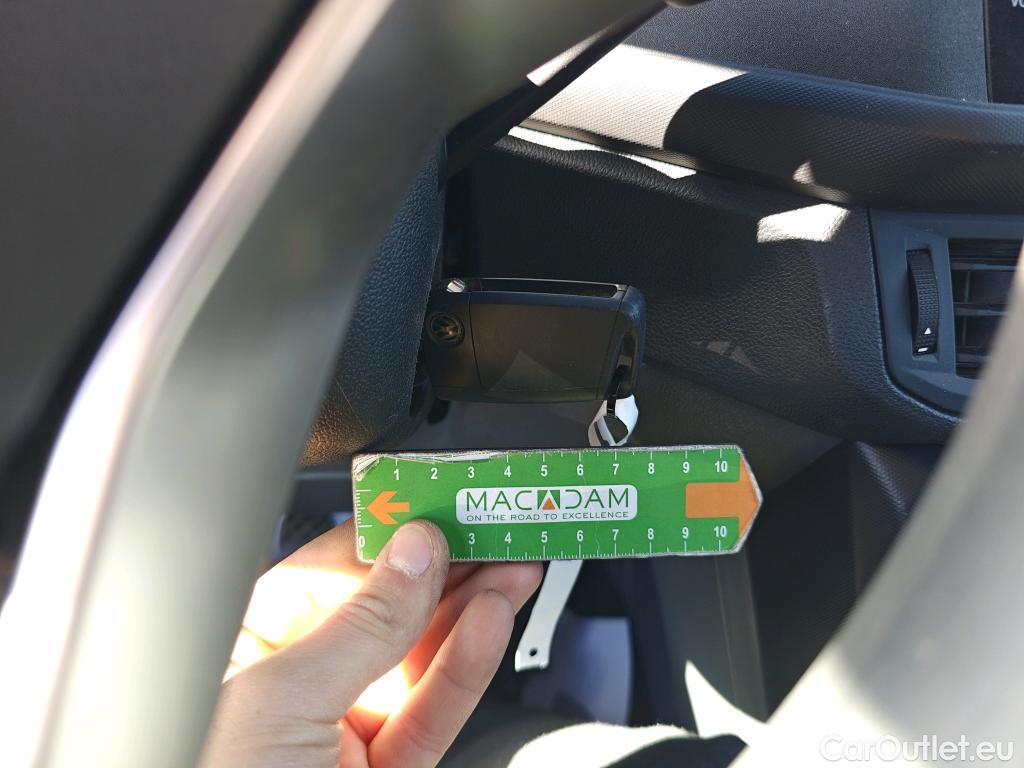 1 2 3 4 5 6 7 8 9 10
MACADAM
ON THE ROAD TO EXCELLENCE
0 3 4 5 6 7 8 9 10
CarOutlet.eu